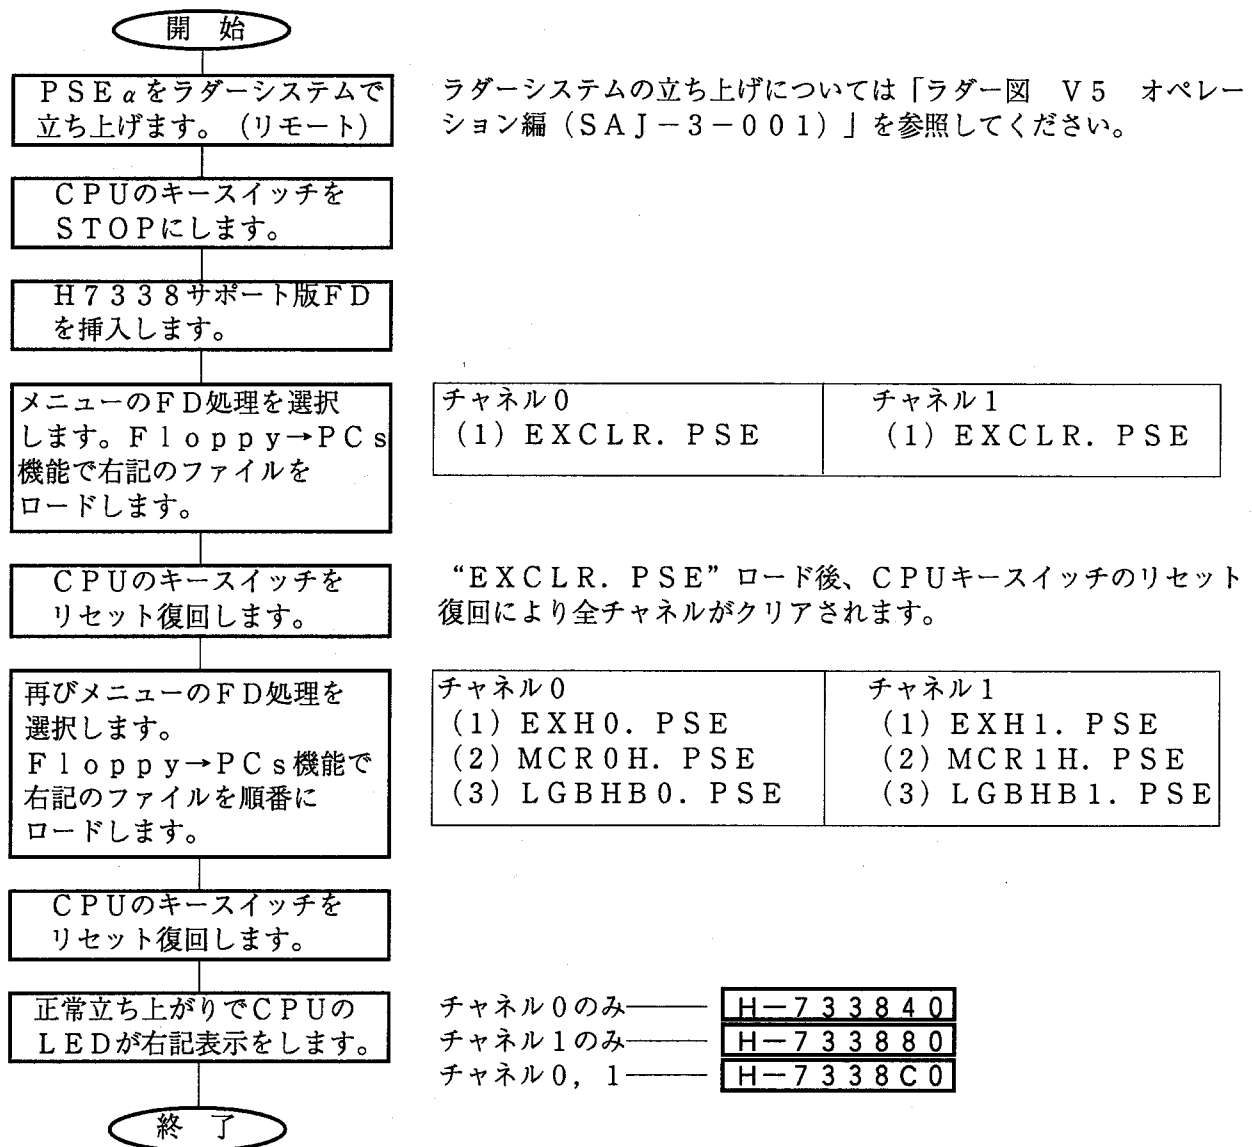 開　始
ＰＳＥαをラダーシステムで
立ち上げます。（リモート）
ラダーシステムの立ち上げについては「ラダー図　Ｖ５　オペレー
ション編（ＳＡＪ－３－００１）」を参照してください。
ＣＰＵのキースイッチを
ＳＴＯＰにします。
Ｈ７３３８サポート版ＦＤ
を挿入します。
メニューのＦＤ処理を選択
します。Ｆｌｏｐｐｙ→ＰＣｓ
機能で右記のファイルを
ロードします。
チャネル０
（１）ＥＸＣＬＲ．ＰＳＥ
チャネル１
（１）ＥＸＣＬＲ．ＰＳＥ
ＣＰＵのキースイッチを
リセット復回します。
“ＥＸＣＬＲ．ＰＳＥ”ロード後、ＣＰＵキースイッチのリセット
復回により全チャネルがクリアされます。
再びメニューのＦＤ処理を
選択します。
Ｆｌｏｐｐｙ→ＰＣｓ機能で
右記のファイルを順番に
ロードします。
チャネル０
（１）ＥＸＨ０．ＰＳＥ
（２）ＭＣＲ０Ｈ．ＰＳＥ
（３）ＬＧＢＨＢ０．ＰＳＥ
チャネル１
（１）ＥＸＨ１．ＰＳＥ
（２）ＭＣＲ１Ｈ．ＰＳＥ
（３）ＬＧＢＨＢ１．ＰＳＥ
ＣＰＵのキースイッチを
リセット復回します。
正常立ち上がりでＣＰＵの
ＬＥＤが右記表示をします。
チャネル０のみ―― Ｈ－７３３８４０
チャネル１のみ―― Ｈ－７３３８８０
チャネル０，１―― Ｈ－７３３８Ｃ０
終　了